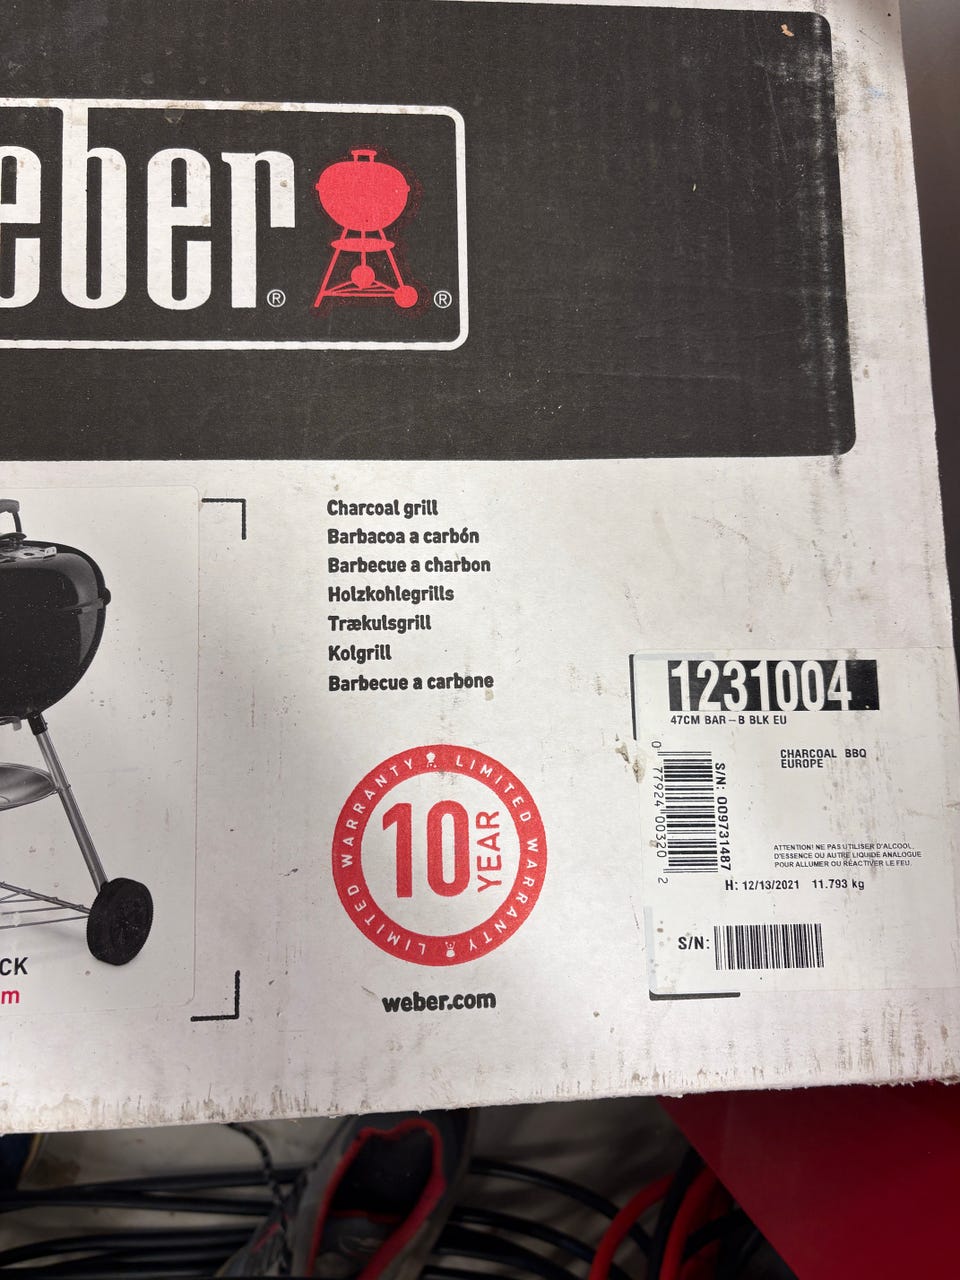 eber®
®
Charcoal grill
Barbacoa a carbón
Barbecue a charbon
Holzkohlegrills
Trækulsgrill
Kolgrill
Barbecue a carbone
10 YEAR
LIMITED WARRANTY
LIMITED WARRANTY
weber.com
CK
m
1231004
47CM BAR-B BLK EU
CHARCOAL BBQ
EUROPE
0 77924 00320 2
S/N: 009731487
ATTENTION! NE PAS UTILISER D'ALCOOL,
D'ESSENCE OU AUTRE LIQUIDE ANALOGUE
POUR ALLUMER OU RÉACTIVER LE FEU.
H: 12/13/2021 11.793 kg
S/N: